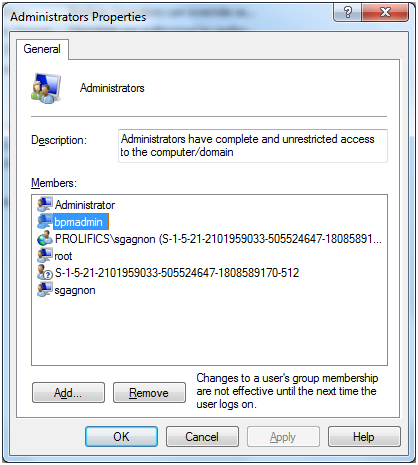 Administrators Properties
General
Administrators
Description:
Administrators have complete and unrestricted access
to the computer/domain
Members:
Administrator
bpmadmin
PROLIFICS\sgagnon (S-1-5-21-2101959033-505524647-18085891...
root
S-1-5-21-2101959033-505524647-1808589170-512
sgagnon
Add...
Remove
Changes to a user's group membership
are not effective until the next time the
user logs on.
OK
Cancel
Apply
Help